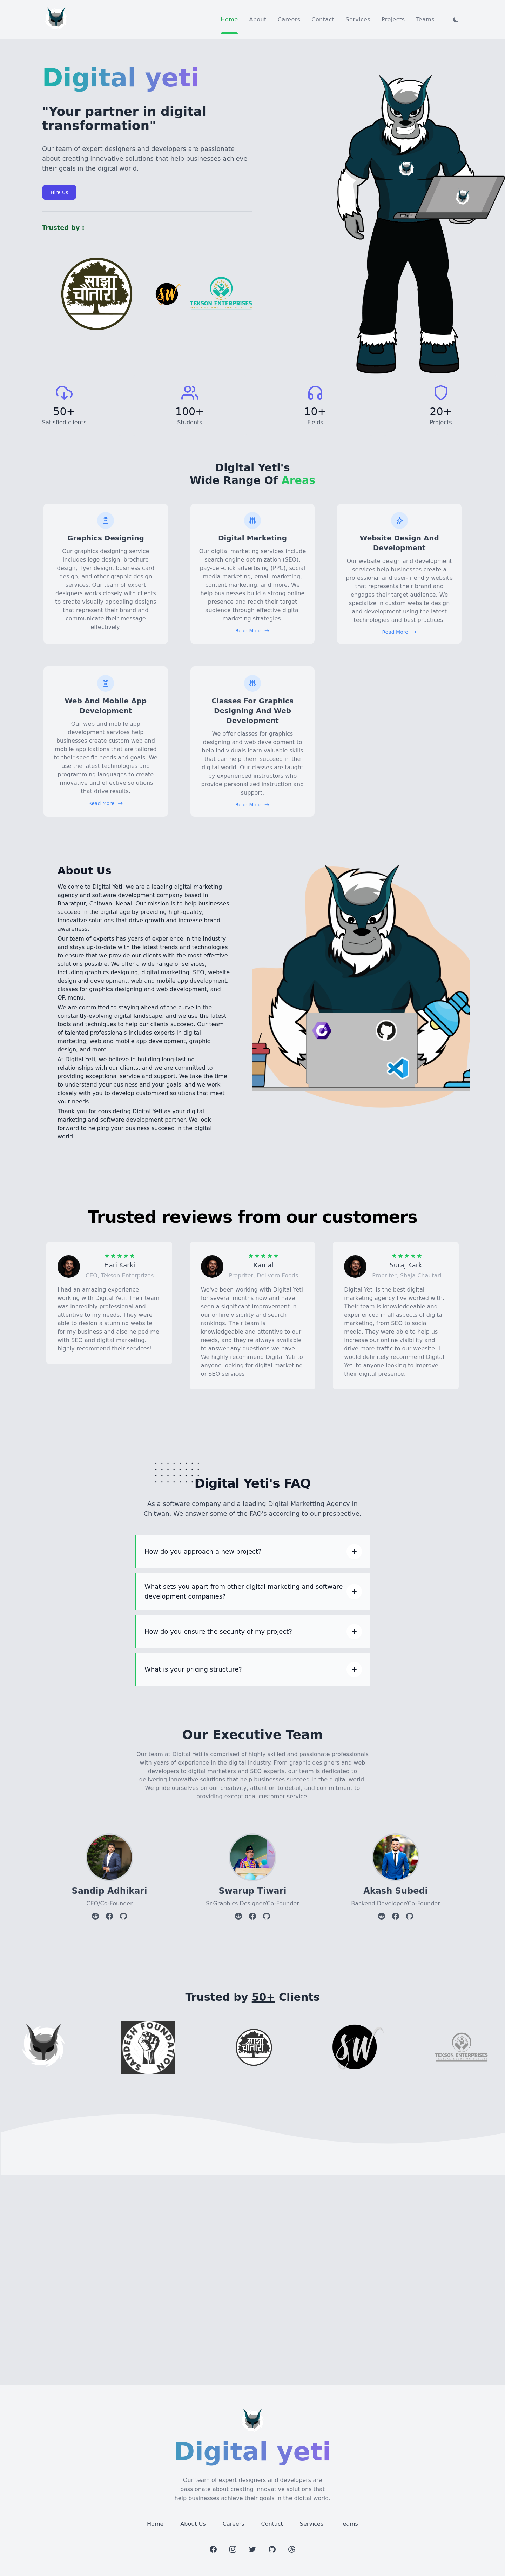 Home About Careers Contact Services Projects Teams
Digital yeti
"Your partner in digital
transformation"
Our team of expert designers and developers are passionate
about creating innovative solutions that help businesses achieve
their goals in the digital world.
Hire Us
Trusted by :
साझा
चौतारी
SW
TEKSON ENTERPRISES
50+
Satisfied clients
100+
Students
10+
Fields
20+
Projects
Digital Yeti's
Wide Range Of Areas
Graphics Designing
Our graphics designing service
includes logo design, brochure
design, flyer design, business card
design, and other graphic design
services. Our team of expert
designers works closely with clients
to create visually appealing designs
that represent their brand and
communicate their message
effectively.
Digital Marketing
Our digital marketing services include
search engine optimization (SEO),
pay-per-click advertising (PPC), social
media marketing, email marketing,
content marketing, and more. We
help businesses build a strong online
presence and reach their target
audience through effective digital
marketing strategies.
Read More →
Website Design And
Development
Our website design and development
services help businesses create a
professional and user-friendly website
that represents their brand and
engages their target audience. We
specialize in custom website design
and development using the latest
technologies and best practices.
Read More →
Web And Mobile App
Development
Our web and mobile app
development services help
businesses create custom web and
mobile applications that are tailored
to their specific needs and goals. We
use the latest technologies and
programming languages to create
innovative and effective solutions
that drive results.
Read More →
Classes For Graphics
Designing And Web
Development
We offer classes for graphics
designing and web development to
help individuals learn valuable skills
that can help them succeed in the
digital world. Our classes are taught
by experienced instructors who
provide personalized instruction and
support.
Read More →
About Us
Welcome to Digital Yeti, we are a leading digital marketing
agency and software development company based in
Bharatpur, Chitwan, Nepal. Our mission is to help businesses
succeed in the digital age by providing high-quality,
innovative solutions that drive growth and increase brand
awareness.
Our team of experts has years of experience in the industry
and stays up-to-date with the latest trends and technologies
to ensure that we provide our clients with the most effective
solutions possible. We offer a wide range of services,
including graphics designing, digital marketing, SEO, website
design and development, web and mobile app development,
classes for graphics designing and web development, and
QR menu.
We are committed to staying ahead of the curve in the
constantly-evolving digital landscape, and we use the latest
tools and techniques to help our clients succeed. Our team
of talented professionals includes experts in digital
marketing, web and mobile app development, graphic
design, and more.
At Digital Yeti, we believe in building long-lasting
relationships with our clients, and we are committed to
providing exceptional service and support. We take the time
to understand your business and your goals, and we work
closely with you to develop customized solutions that meet
your needs.
Thank you for considering Digital Yeti as your digital
marketing and software development partner. We look
forward to helping your business succeed in the digital
world.
Trusted reviews from our customers
Hari Karki
CEO, Tekson Enterprizes
I had an amazing experience
working with Digital Yeti. Their team
was incredibly professional and
attentive to my needs. They were
able to design a stunning website
for my business and also helped me
with SEO and digital marketing. I
highly recommend their services!
Kamal
Propriter, Delivero Foods
We've been working with Digital Yeti
for several months now and have
seen a significant improvement in
our online visibility and search
rankings. Their team is
knowledgeable and attentive to our
needs, and they're always available
to answer any questions we have.
We highly recommend Digital Yeti to
anyone looking for digital marketing
or SEO services
Suraj Karki
Propriter, Shaja Chautari
Digital Yeti is the best digital
marketing agency I've worked with.
Their team is knowledgeable and
experienced in all aspects of digital
marketing, from SEO to social
media. They were able to help us
increase our online visibility and
drive more traffic to our website. I
would definitely recommend Digital
Yeti to anyone looking to improve
their digital presence.
Digital Yeti's FAQ
As a software company and a leading Digital Marketting Agency in
Chitwan, We answer some of the FAQ's according to our prespective.
How do you approach a new project?
What sets you apart from other digital marketing and software
development companies?
How do you ensure the security of my project?
What is your pricing structure?
Our Executive Team
Our team at Digital Yeti is comprised of highly skilled and passionate professionals
with years of experience in the digital industry. From graphic designers and web
developers to digital marketers and SEO experts, our team is dedicated to
delivering innovative solutions that help businesses succeed in the digital world.
We pride ourselves on our creativity, attention to detail, and commitment to
providing exceptional customer service.
Sandip Adhikari
CEO/Co-Founder
Swarup Tiwari
Sr.Graphics Designer/Co-Founder
Akash Subedi
Backend Developer/Co-Founder
Trusted by 50+ Clients
SANDESH FOUNDATION
साझा
चौतारी
SW
TEKSON ENTERPRISES
Digital yeti
Our team of expert designers and developers are
passionate about creating innovative solutions that
help businesses achieve their goals in the digital world.
Home About Us Careers Contact Services Teams